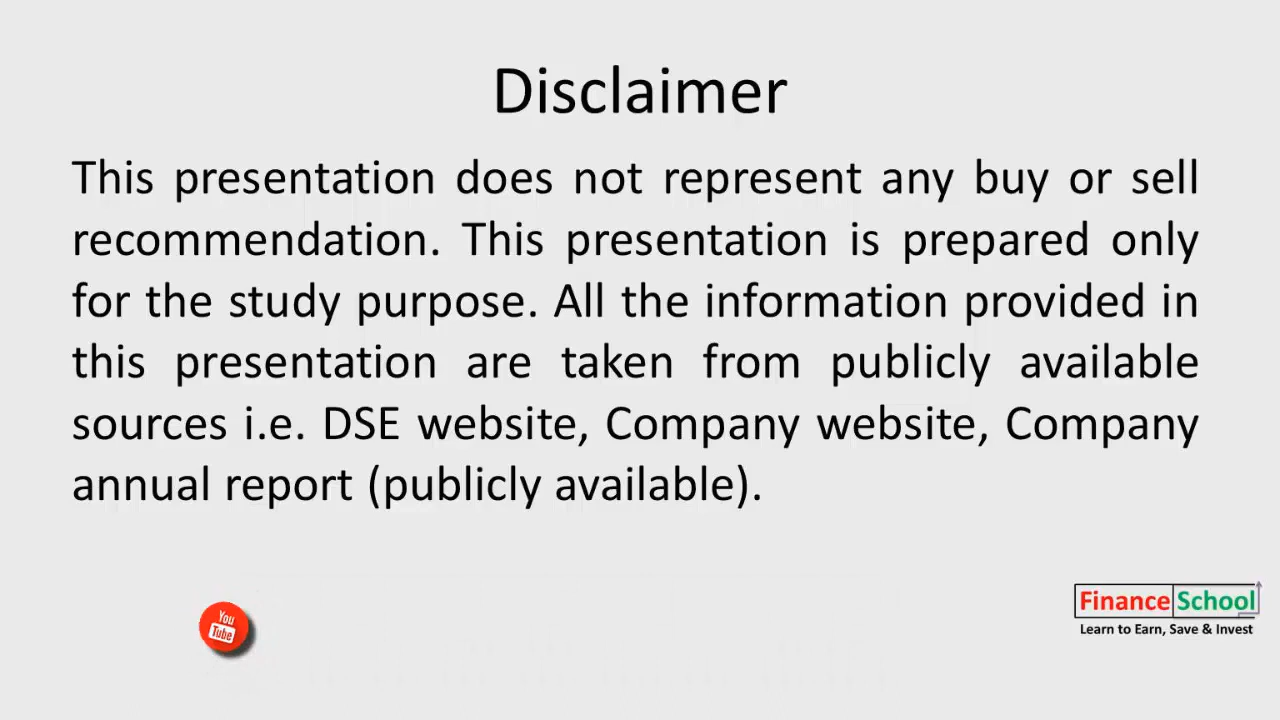 Disclaimer
This presentation does not represent any buy or sell
recommendation. This presentation is prepared only
for the study purpose. All the information provided in
this presentation are taken from publicly available
sources i.e. DSE website, Company website, Company
annual report (publicly available).
You
Tube
Finance School
Learn to Earn, Save & Invest